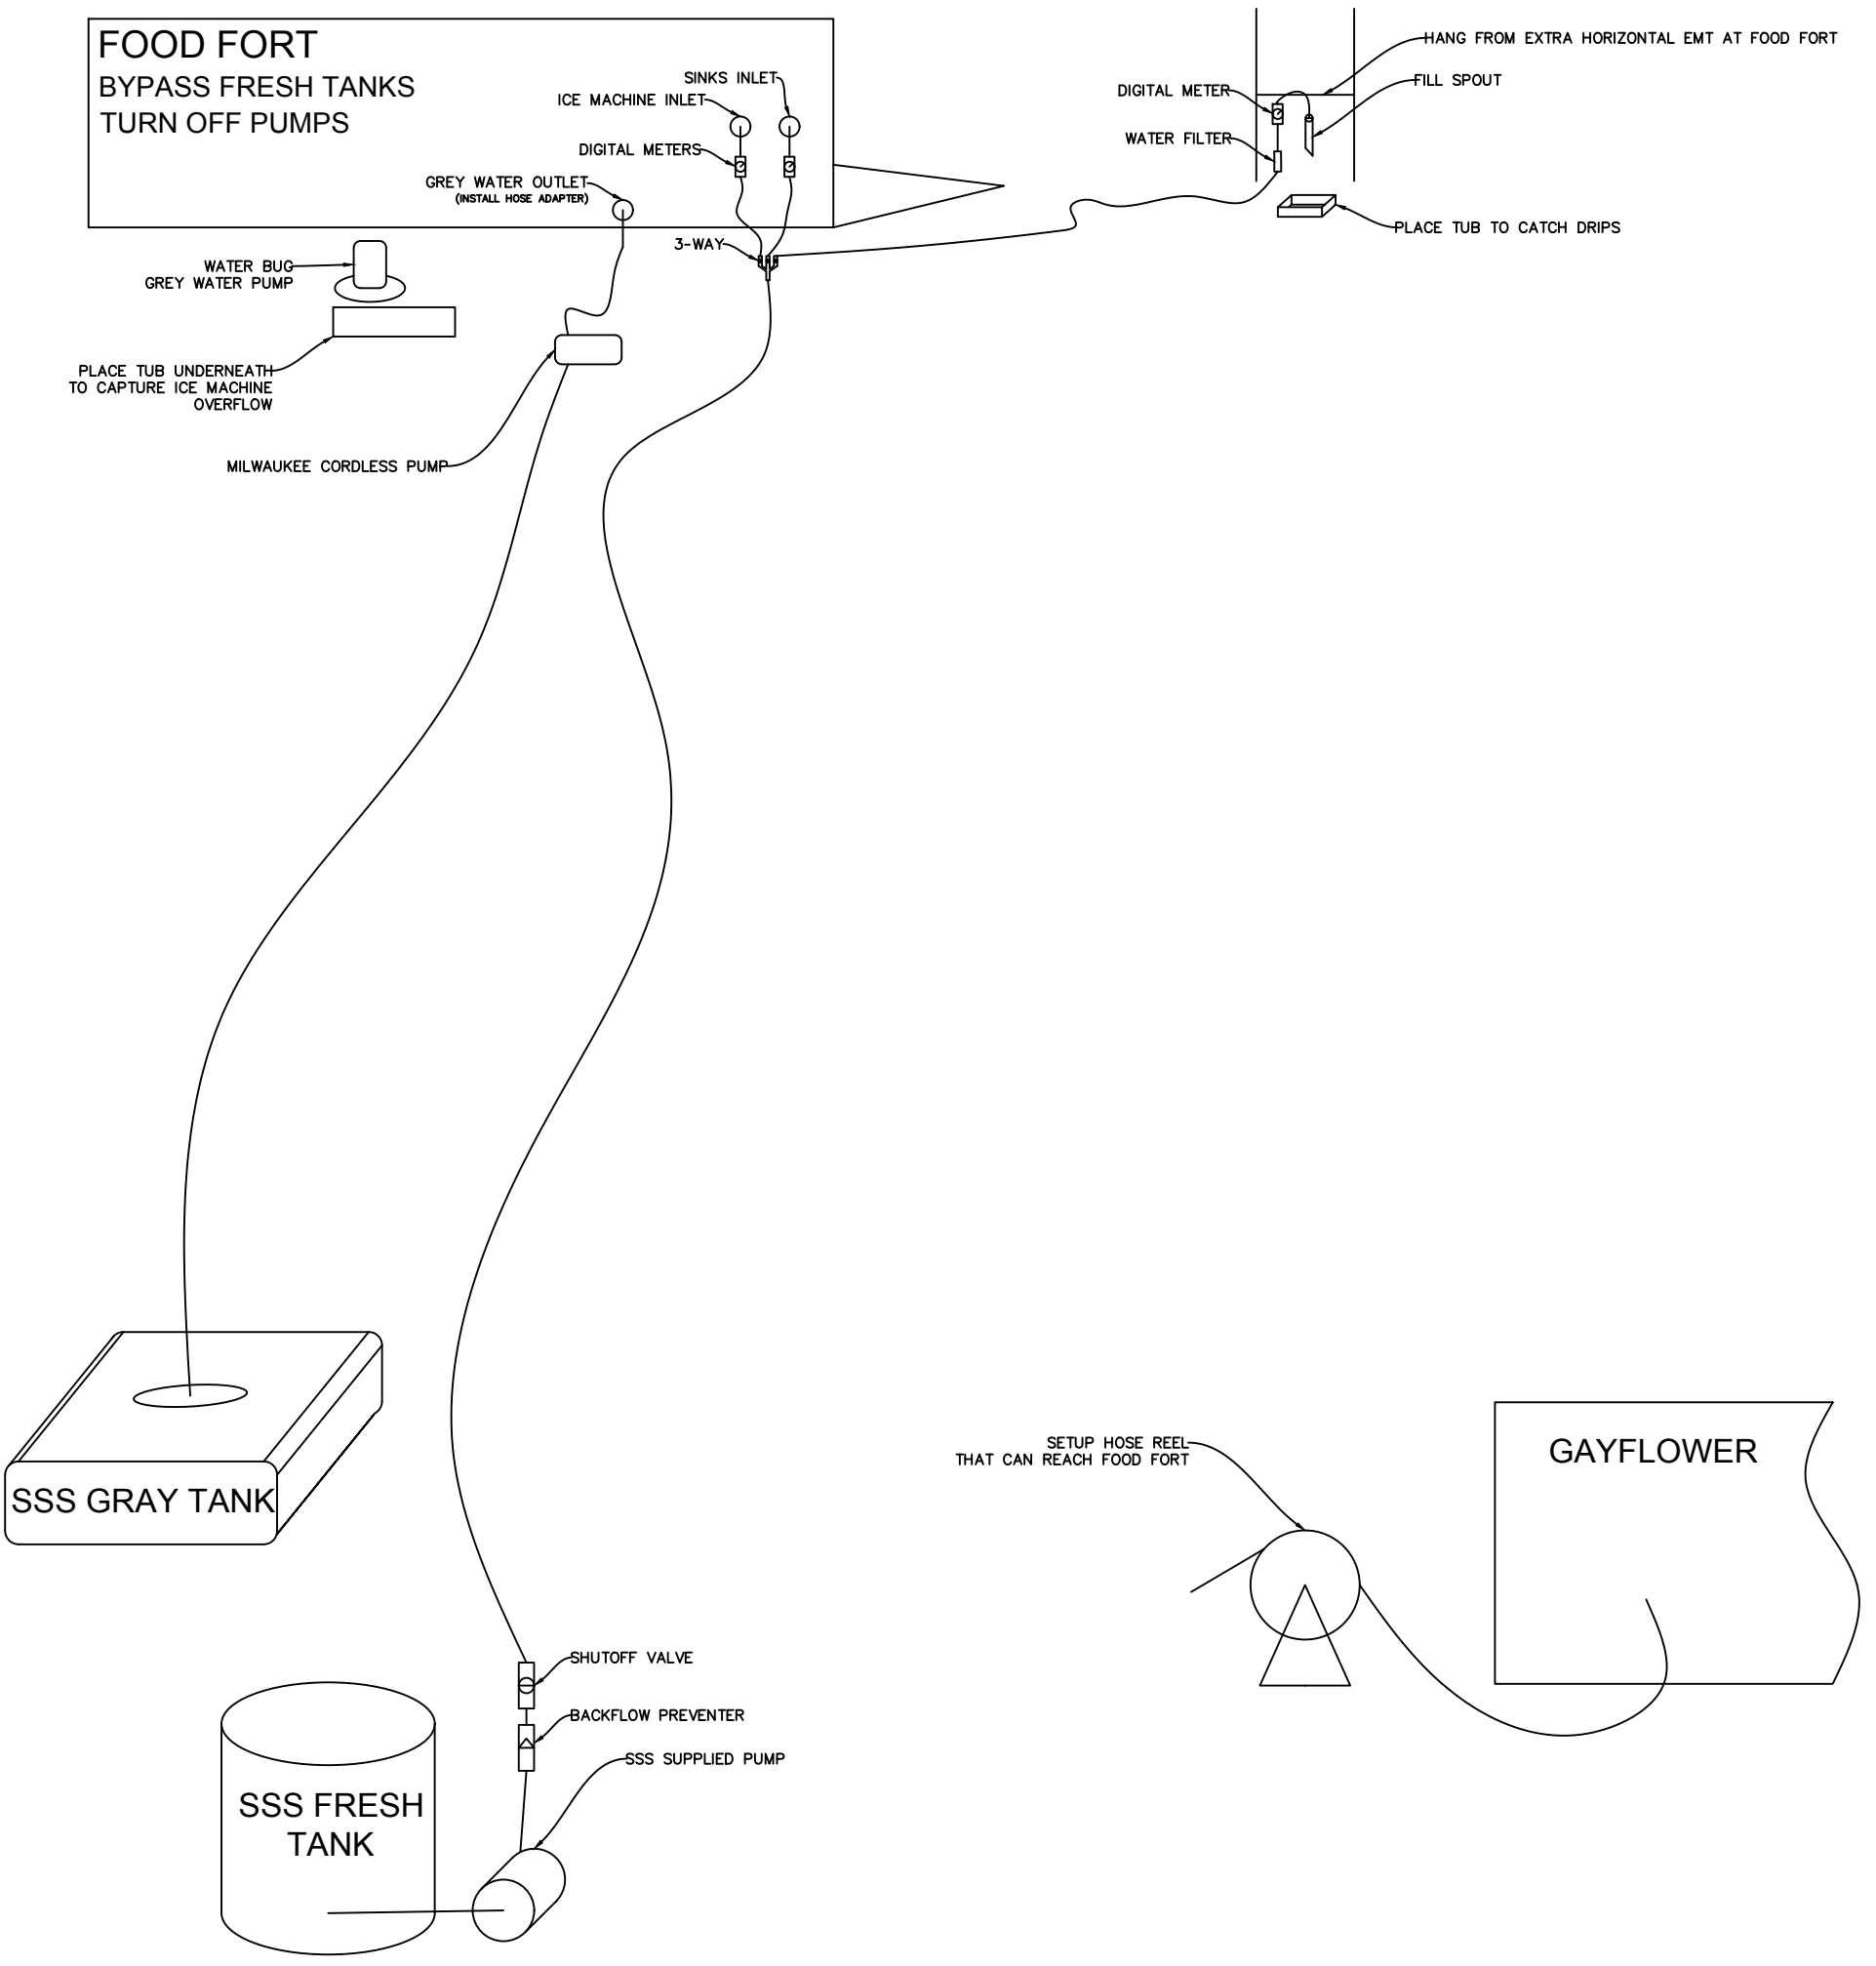 FOOD FORT
BYPASS FRESH TANKS
TURN OFF PUMPS
SINKS INLET
ICE MACHINE INLET
DIGITAL METERS
GREY WATER OUTLET
(INSTALL HOSE ADAPTER)
3-WAY
HANG FROM EXTRA HORIZONTAL EMT AT FOOD FORT
FILL SPOUT
DIGITAL METER
WATER FILTER
PLACE TUB TO CATCH DRIPS
WATER BUG
GREY WATER PUMP
PLACE TUB UNDERNEATH
TO CAPTURE ICE MACHINE
OVERFLOW
MILWAUKEE CORDLESS PUMP
SSS GRAY TANK
SETUP HOSE REEL
THAT CAN REACH FOOD FORT
GAYFLOWER
SHUTOFF VALVE
BACKFLOW PREVENTER
SSS SUPPLIED PUMP
SSS FRESH
TANK